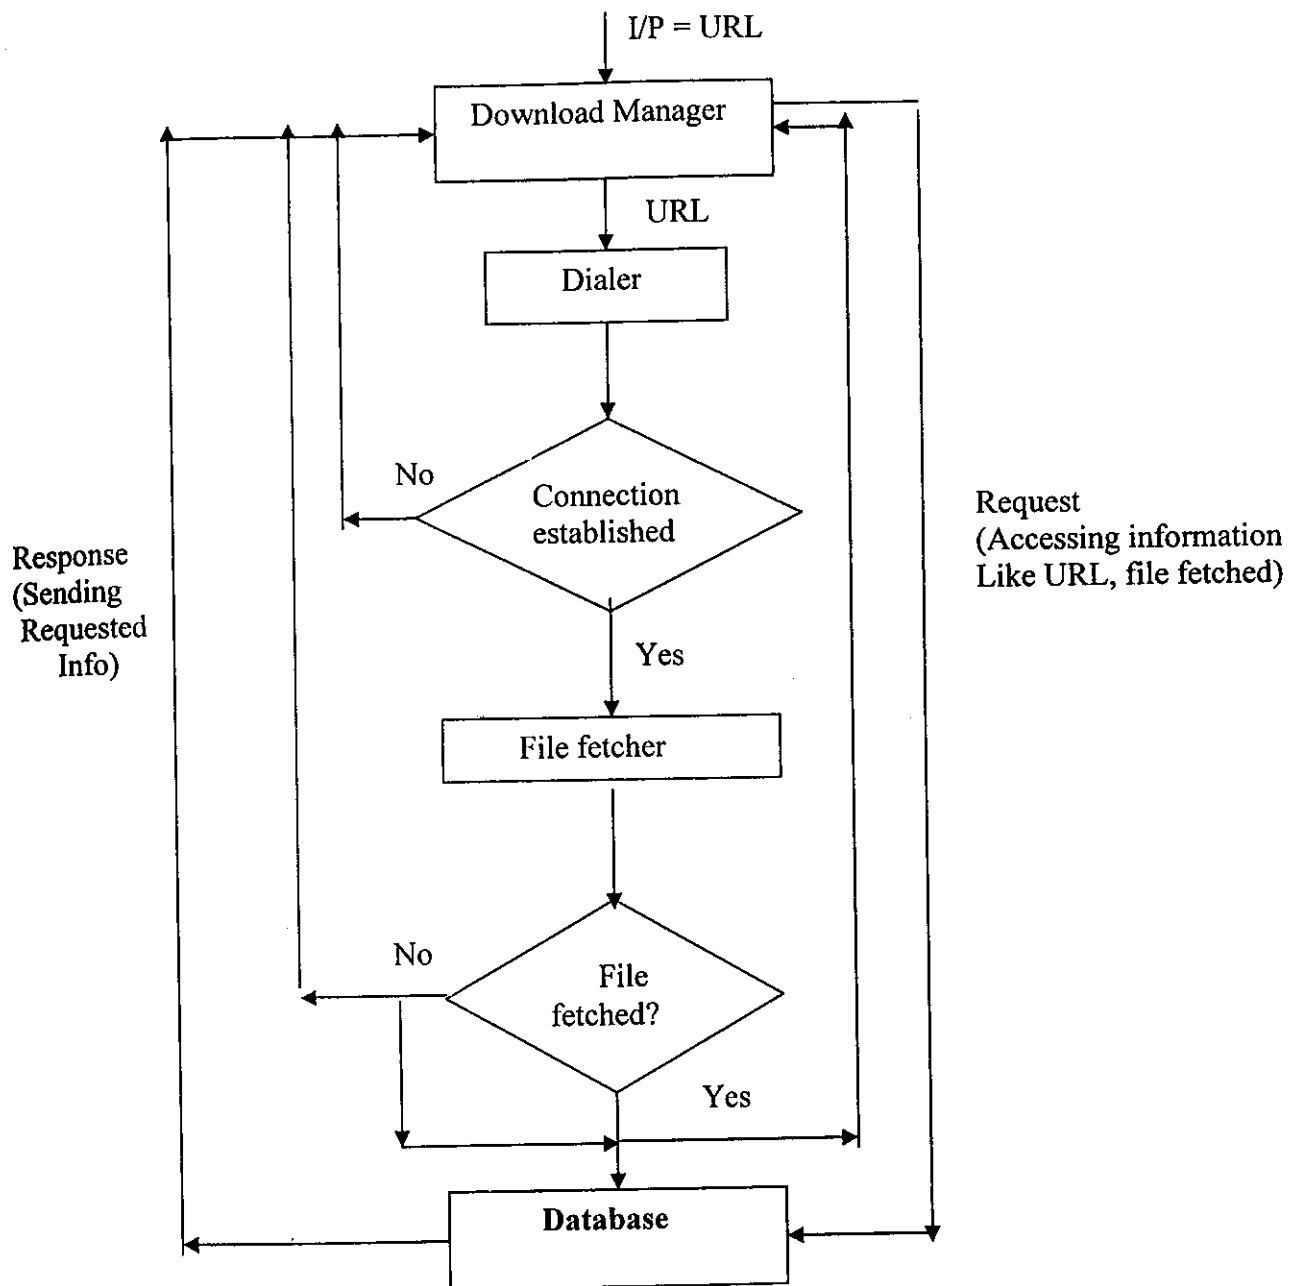 I/P = URL
Download Manager
URL
Dialer
No
Connection
established
Request
(Accessing information
Like URL, file fetched)
Response
(Sending
Requested
Info)
Yes
File fetcher
No
File
fetched?
Yes
Database